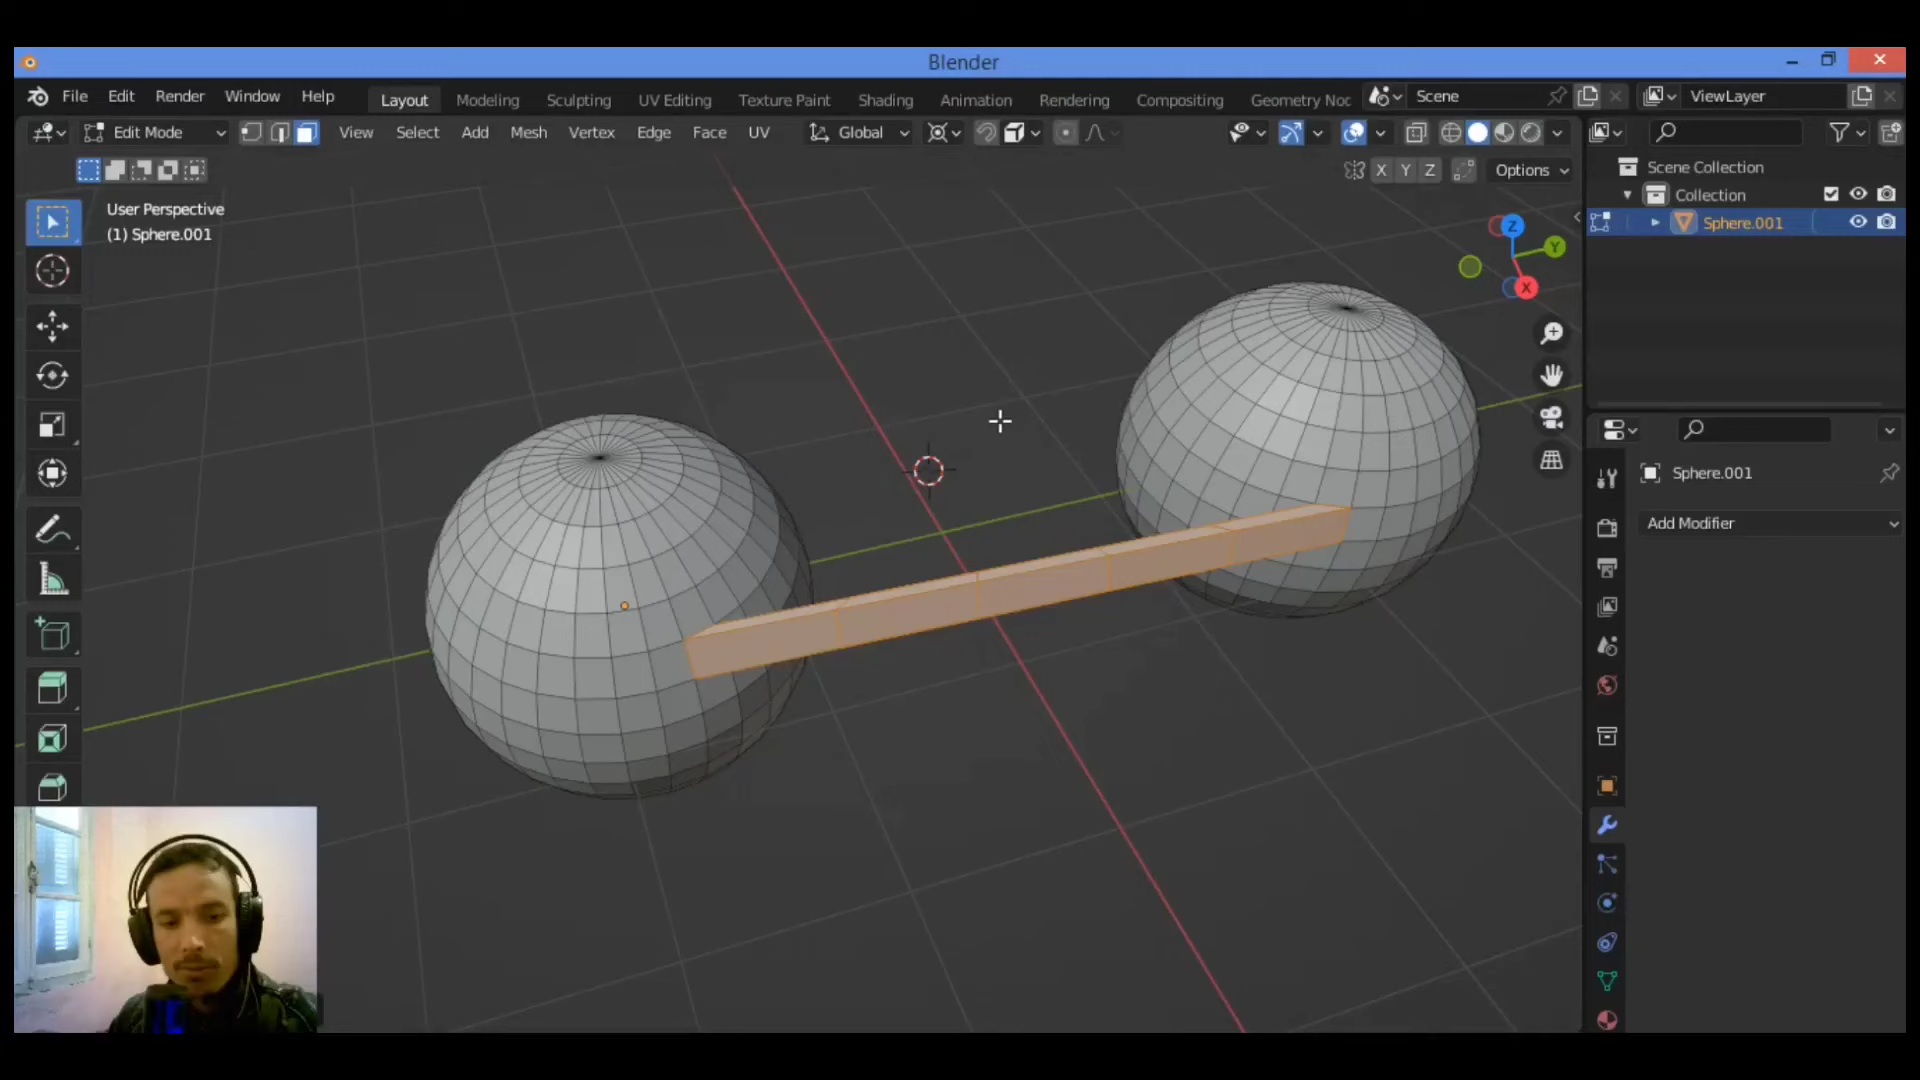 Blender
File Edit Render Window Help Layout Modeling Sculpting UV Editing Texture Paint Shading Animation Rendering Compositing Geometry Noc Scene ViewLayer
Edit Mode View Select Add Mesh Vertex Edge Face UV Global
X Y Z Options
User Perspective
(1) Sphere.001
Z
Y
X
Scene Collection
Collection
Sphere.001
Sphere.001
Add Modifier